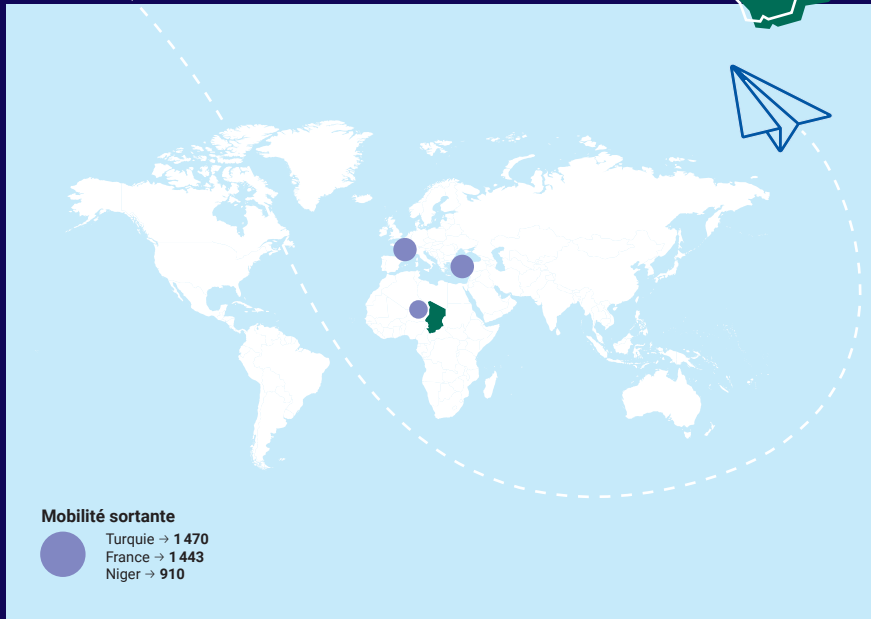 Mobilité sortante
Turquie → 1 470
France → 1 443
Niger → 910